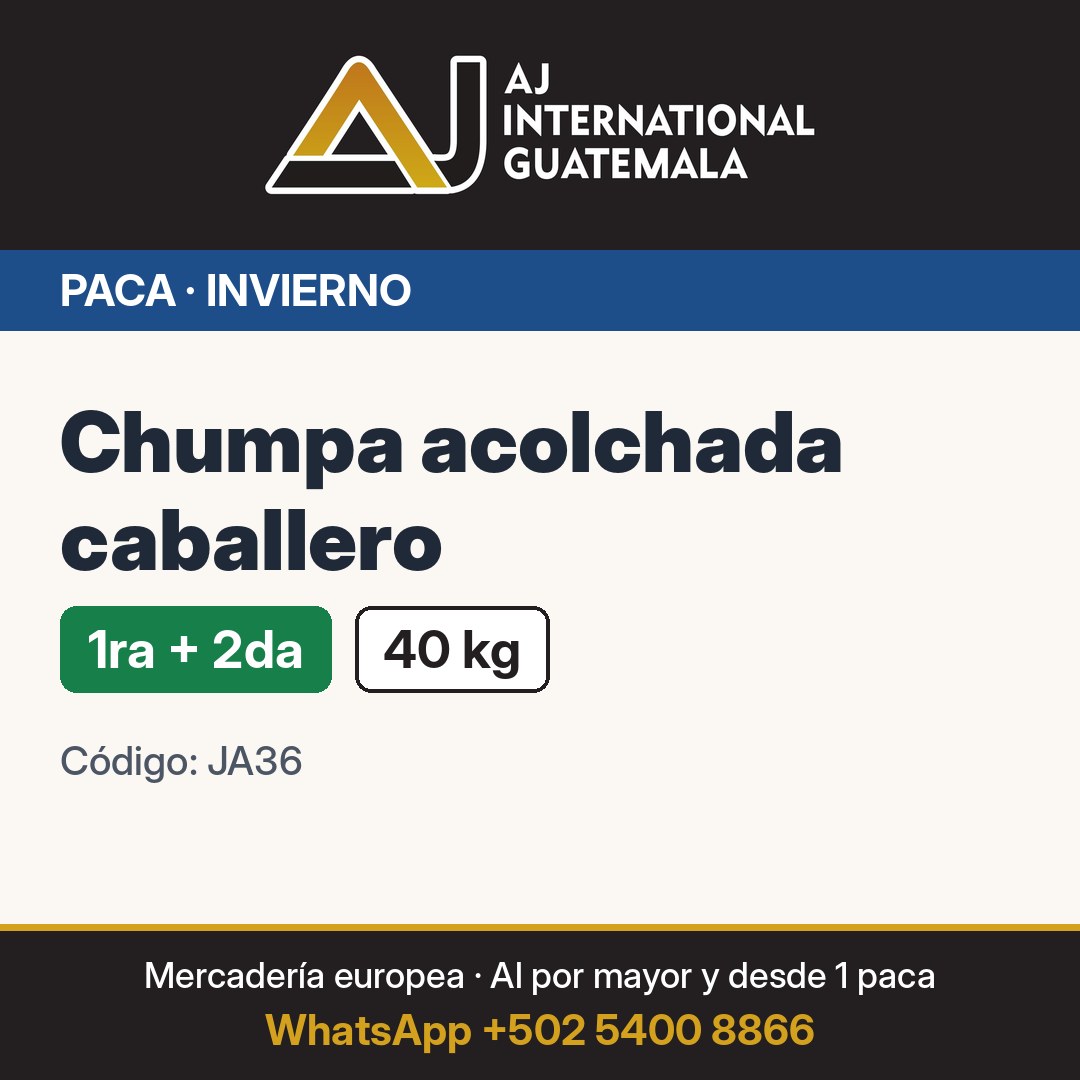 AJ
AJ
INTERNATIONAL
GUATEMALA
PACA · INVIERNO
Chumpa acolchada
caballero
1ra + 2da
40 kg
Código: JA36
Mercadería europea · Al por mayor y desde 1 paca
WhatsApp +502 5400 8866